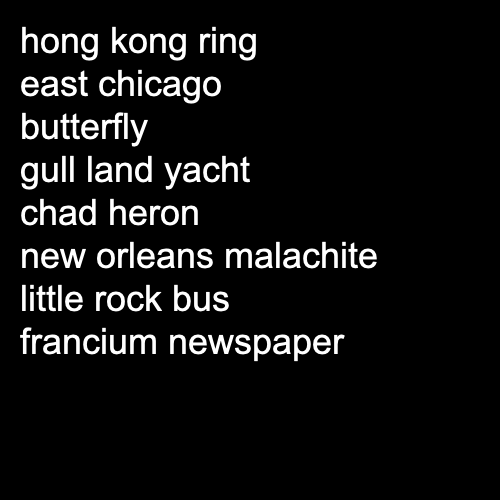 hong kong ring
east chicago
butterfly
gull land yacht
chad heron
new orleans malachite
little rock bus
francium newspaper